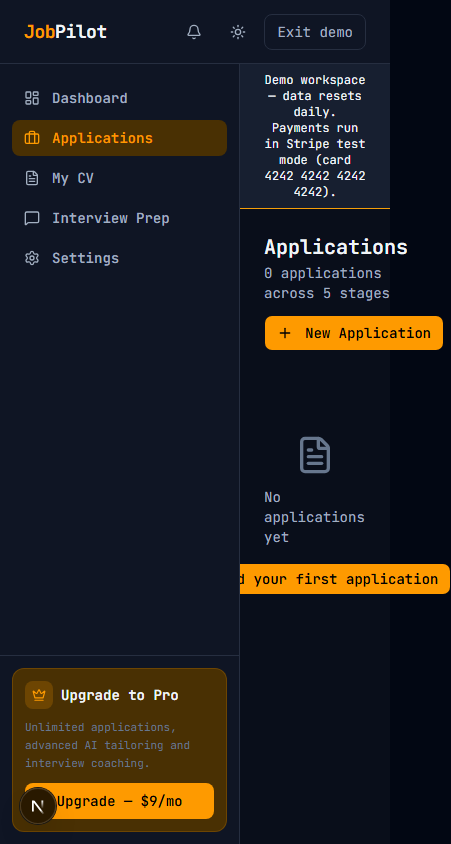 JobPilot
Exit demo
Dashboard
Applications
My CV
Interview Prep
Settings
Demo workspace
— data resets
daily.
Payments run
in Stripe test
mode (card
4242 4242 4242
4242).
Applications
0 applications
across 5 stages
New Application
No
applications
yet
your first application
Upgrade to Pro
Unlimited applications,
advanced AI tailoring and
interview coaching.
Upgrade — $9/mo
N